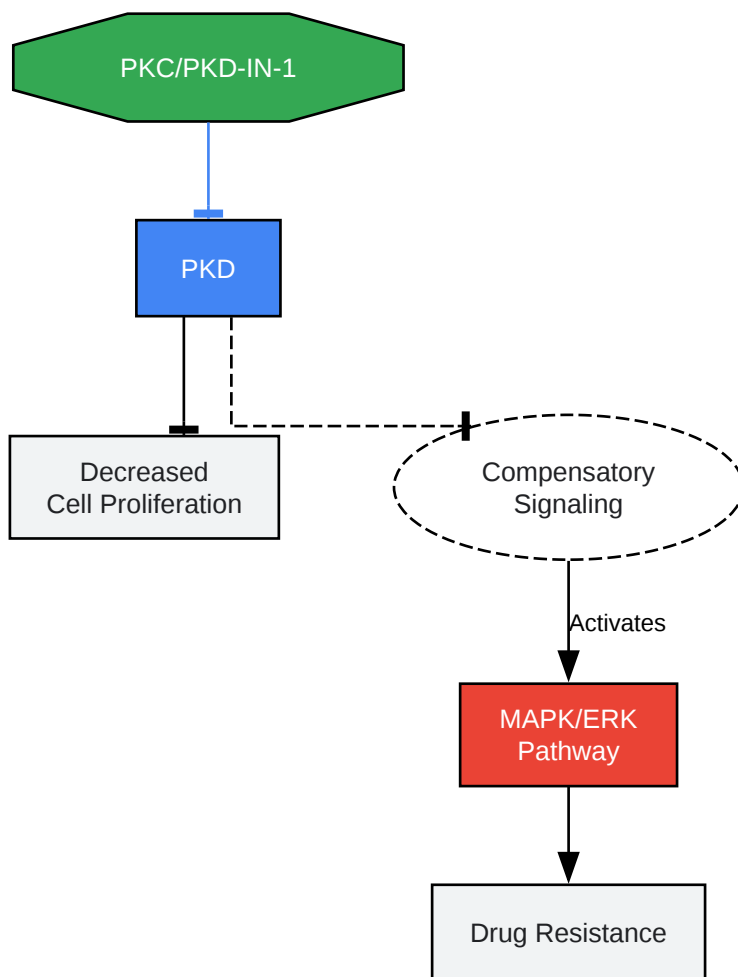 PKC/PKD-IN-1
PKD
Decreased
Cell Proliferation
Compensatory
Signaling
Activates
MAPK/ERK
Pathway
Drug Resistance